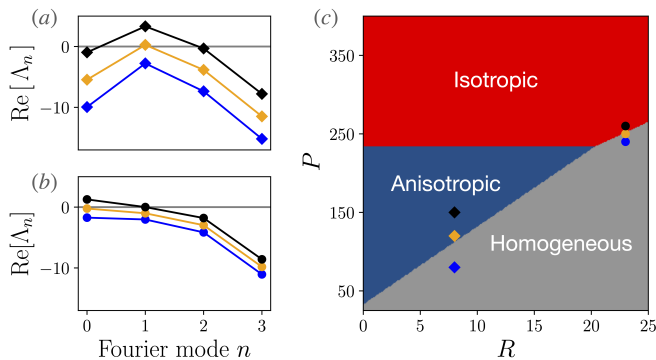 (a)
Re[Λn]
0
−10
(b)
Re[Λn]
0
−10
0 1 2 3
Fourier mode n
(c)
P
350
250
150
50
Isotropic
Anisotropic
Homogeneous
0 5 10 15 20 25
R